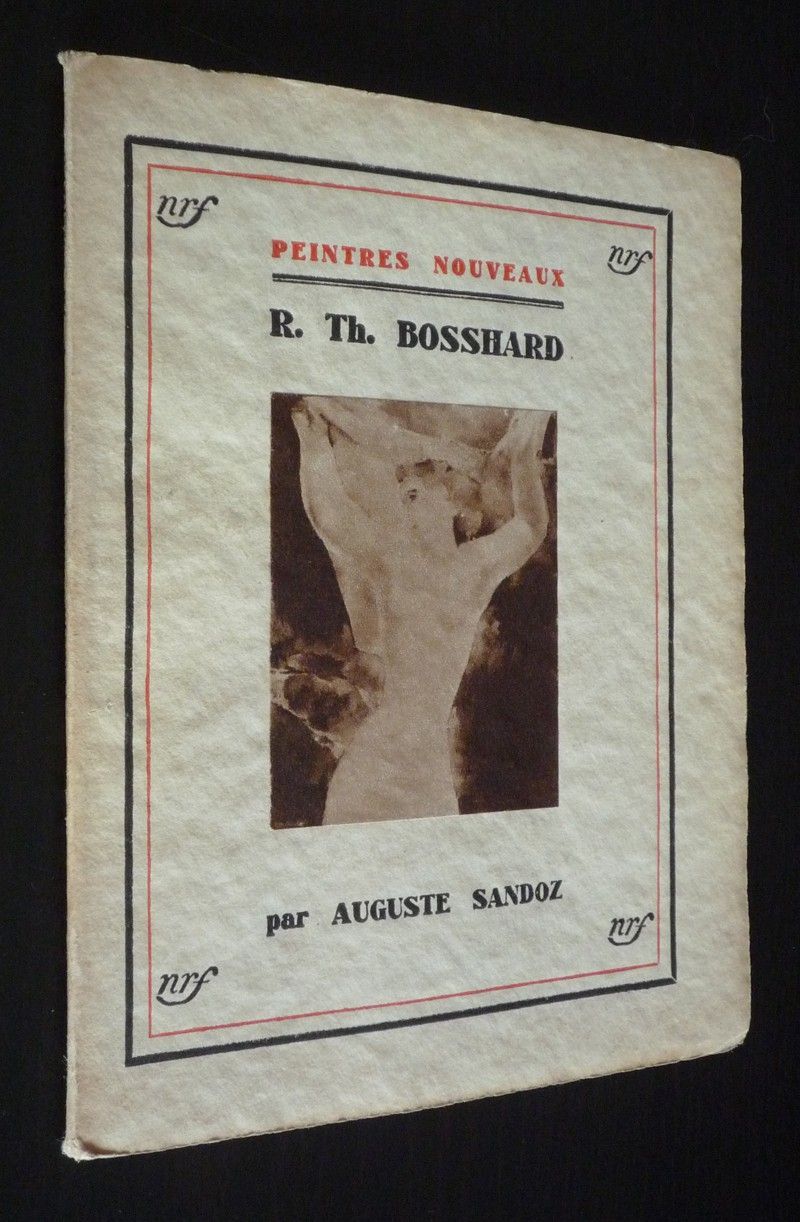 nrf
nrf
PEINTRES NOUVEAUX
R. Th. BOSSHARD
par AUGUSTE SANDOZ
nrf
nrf